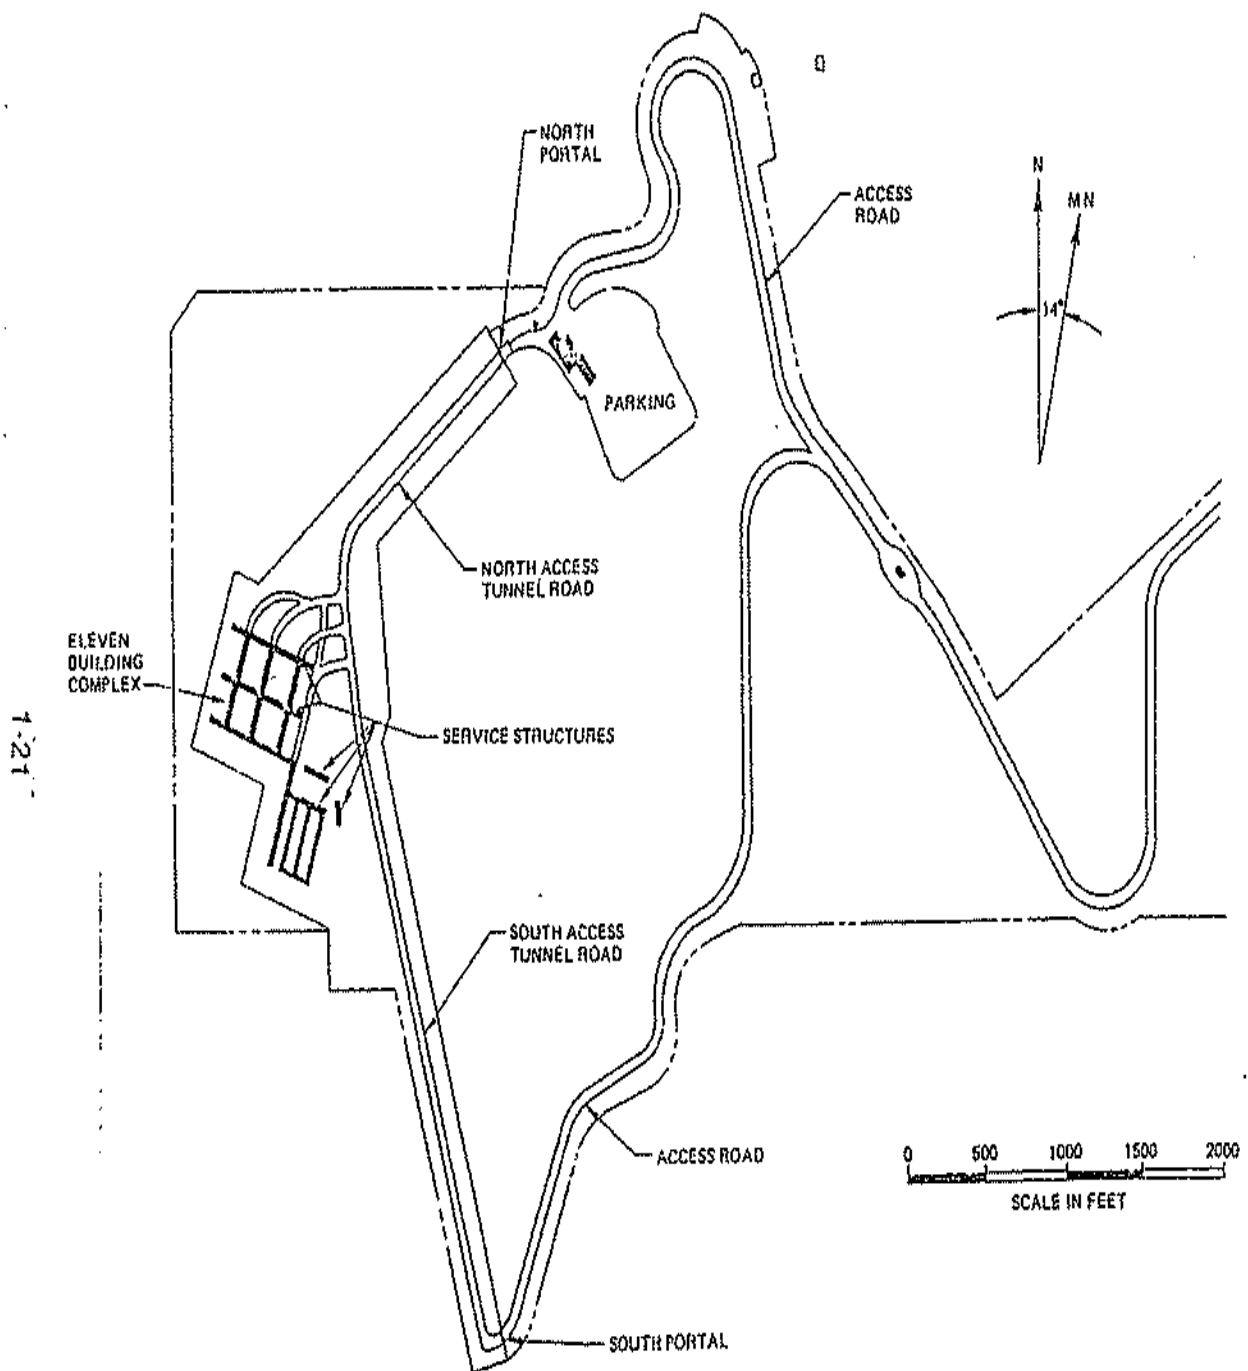 NORTH
PORTAL
ACCESS
ROAD
N
MN
14°
PARKING
NORTH ACCESS
TUNNEL ROAD
ELEVEN
BUILDING
COMPLEX
SERVICE STRUCTURES
1-21
SOUTH ACCESS
TUNNEL ROAD
ACCESS ROAD
0 500 1000 1500 2000
SCALE IN FEET
SOUTH PORTAL